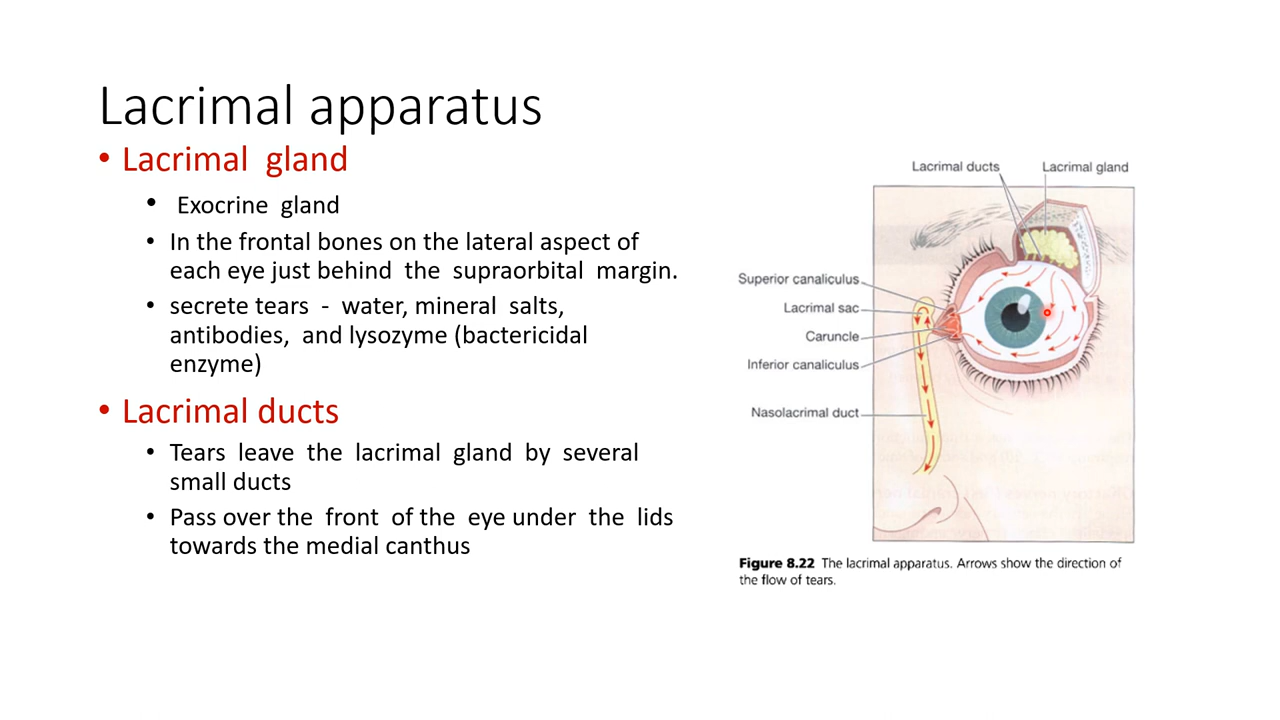 Lacrimal apparatus
• Lacrimal gland
• Exocrine gland
• In the frontal bones on the lateral aspect of
each eye just behind the supraorbital margin.
• secrete tears - water, mineral salts,
antibodies, and lysozyme (bactericidal
enzyme)
• Lacrimal ducts
• Tears leave the lacrimal gland by several
small ducts
• Pass over the front of the eye under the lids
towards the medial canthus
Lacrimal ducts
Lacrimal gland
Superior canaliculus
Lacrimal sac
Caruncle
Inferior canaliculus
Nasolacrimal duct
Figure 8.22 The lacrimal apparatus. Arrows show the direction of
the flow of tears.